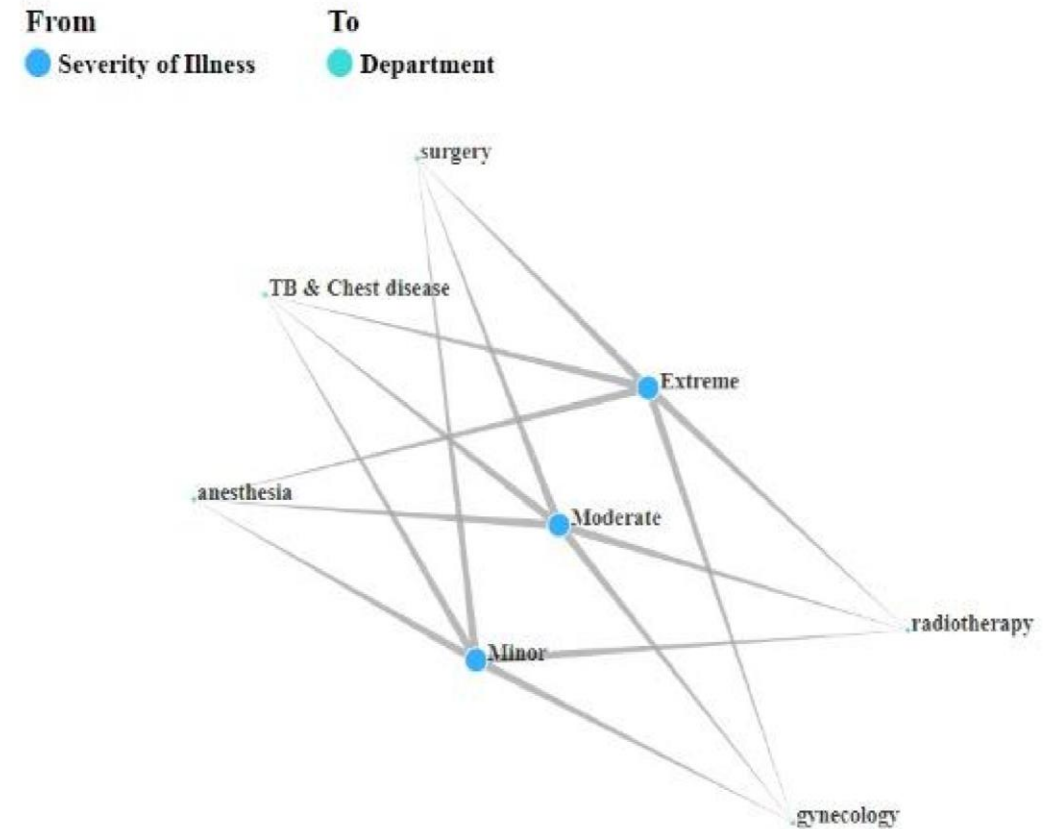 From To
Severity of Illness Department
surgery
TB & Chest disease
Extreme
anesthesia
Moderate
radiotherapy
Minor
gynecology